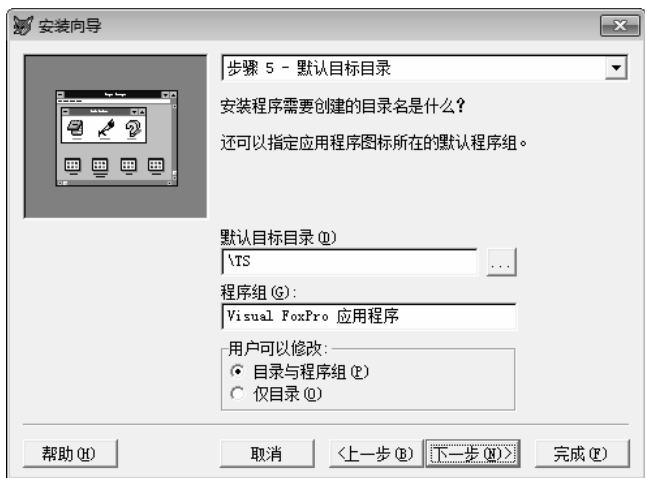 安装向导
步骤 5 - 默认目标目录
安装程序需要创建的目录名是什么?
还可以指定应用程序图标所在的默认程序组。
默认目标目录(D)
\TS
...
程序组(G):
Visual FoxPro 应用程序
用户可以修改:
目录与程序组(P)
仅目录(O)
帮助(H)
取消
<上一步(B)
下一步(N)>
完成(F)